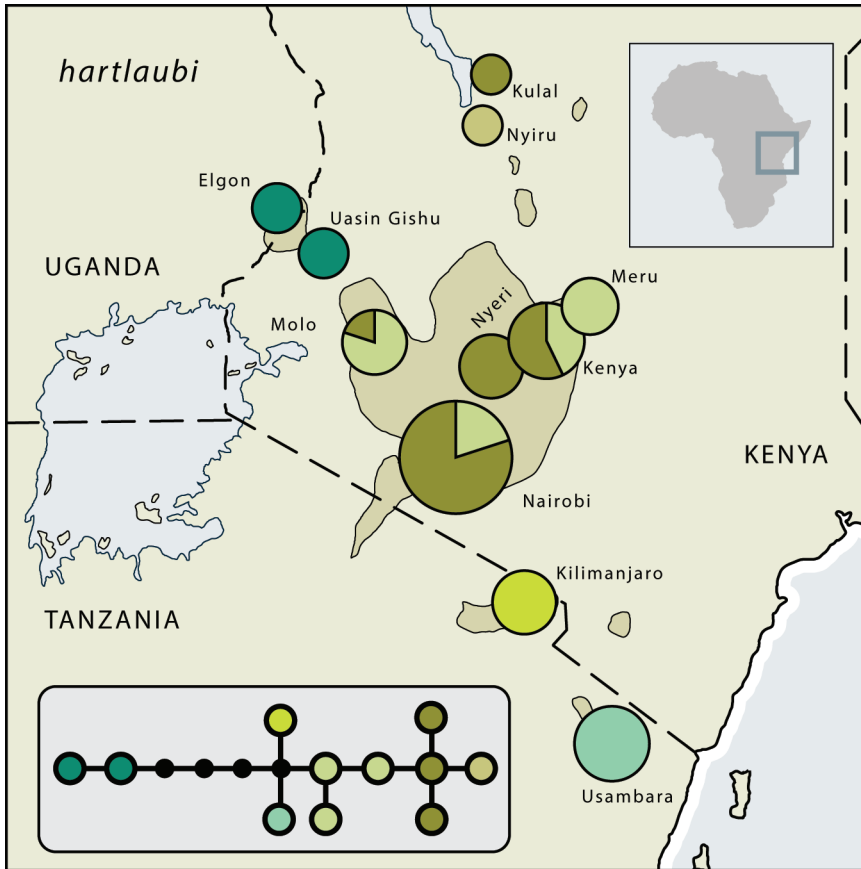 hartlaubi
Kulal
Nyiru
Elgon
Uasin Gishu
UGANDA
Meru
Nyeri
Molo
Kenya
KENYA
Nairobi
Kilimanjaro
TANZANIA
Usambara